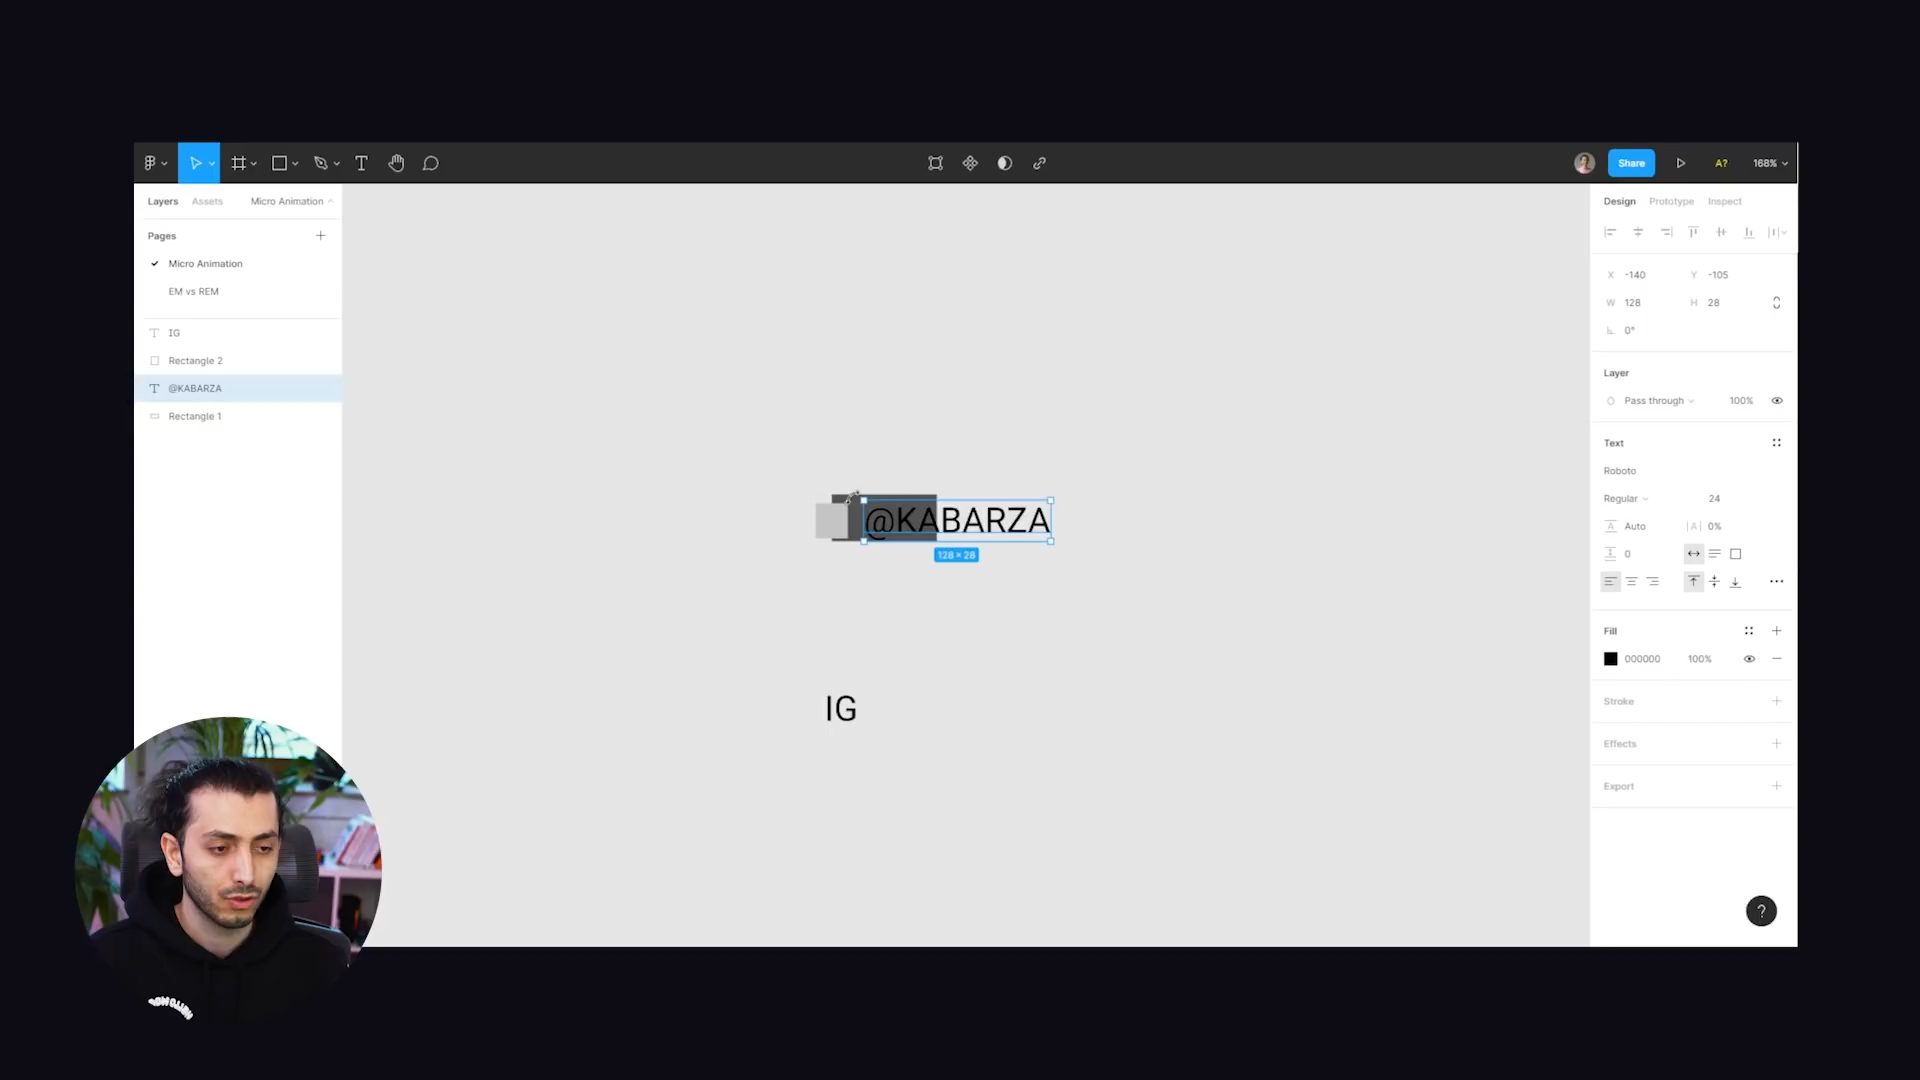 Share
A?
168%
Layers
Assets
Micro Animation
Pages
Micro Animation
EM vs REM
IG
Rectangle 2
@KABARZA
Rectangle 1
@KABARZA
128 × 28
IG
Design
Prototype
Inspect
X -140
Y -105
W 128
H 28
0°
Layer
Pass through
100%
Text
Roboto
Regular
24
Auto
|A| 0%
0
Fill
000000
100%
Stroke
Effects
Export
?